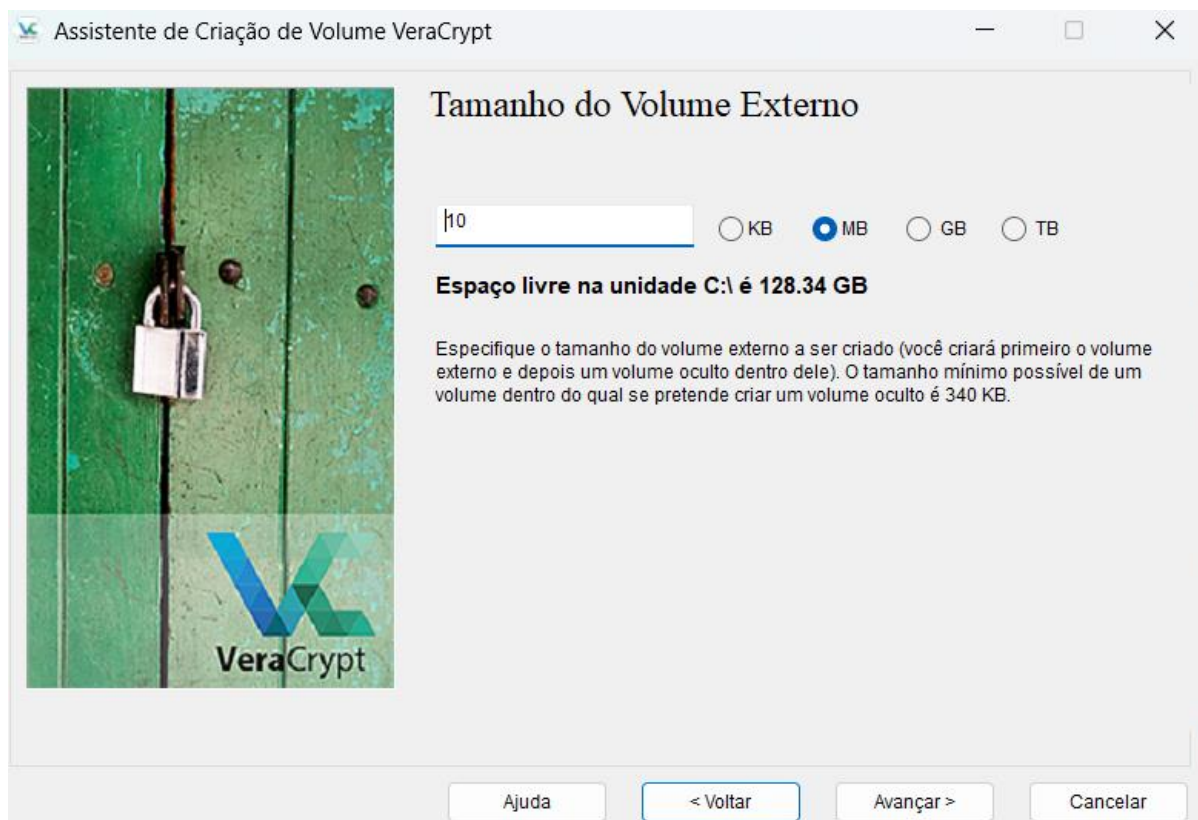 Assistente de Criação de Volume VeraCrypt
Tamanho do Volume Externo
10
KB MB GB TB
Espaço livre na unidade C:\ é 128.34 GB
Especifique o tamanho do volume externo a ser criado (você criará primeiro o volume
externo e depois um volume oculto dentro dele). O tamanho mínimo possível de um
volume dentro do qual se pretende criar um volume oculto é 340 KB.
VeraCrypt
Ajuda < Voltar Avançar > Cancelar